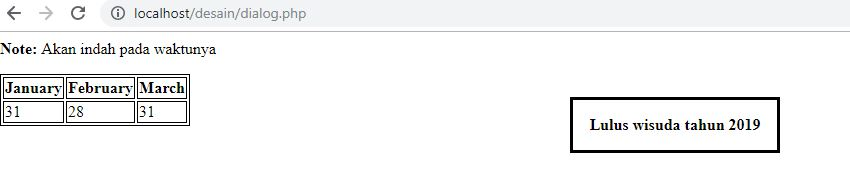 localhost/desain/dialog.php
Note: Akan indah pada waktunya
January February March
31 28 31
Lulus wisuda tahun 2019